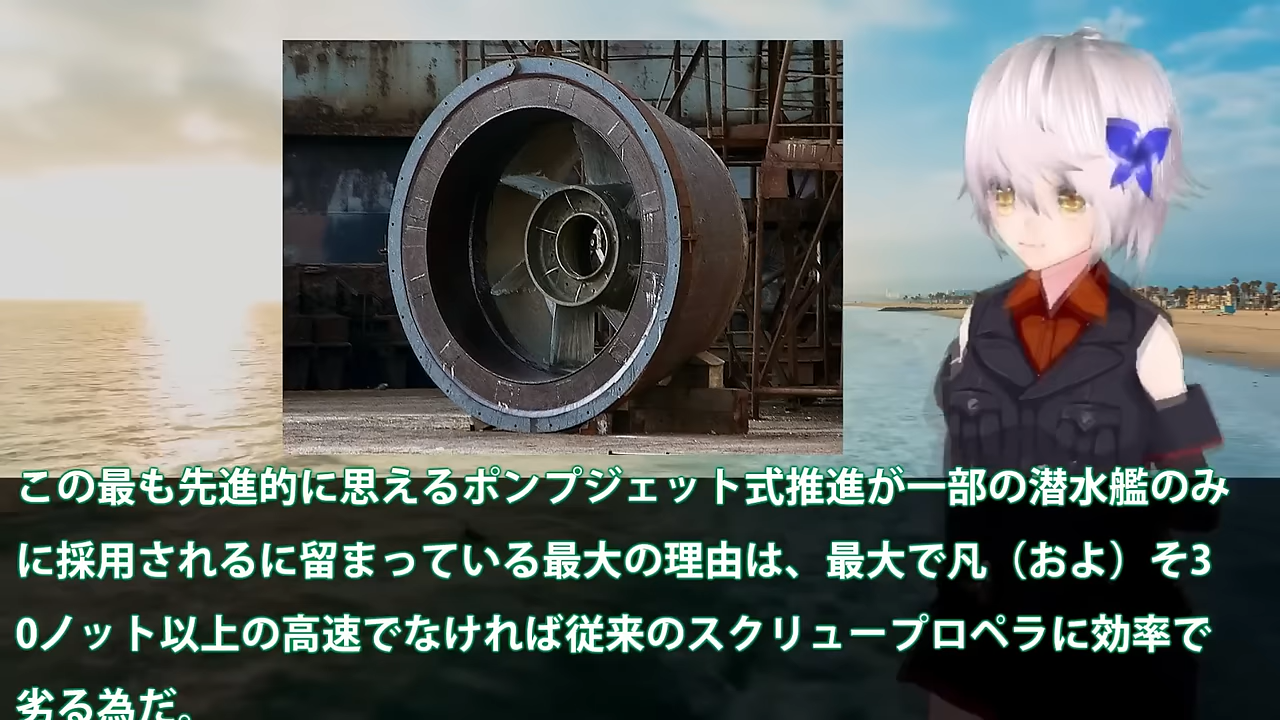 この最も先進的に思えるポンプジェット式推進が一部の潜水艦のみ
に採用されるに留まっている最大の理由は、最大で凡（およ）そ3
0ノット以上の高速でなければ従来のスクリュープロペラに効率で
劣る為だ。